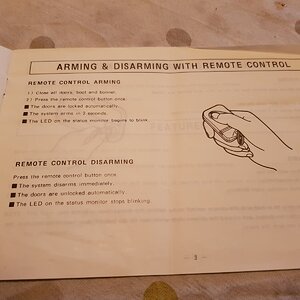 ARMING & DISARMING WITH REMOTE CONTROL
REMOTE CONTROL ARMING
1) Close all doors, boot and bonnet.
2) Press the remote control button once.
■ The doors are locked automatically.
■ The system arms in 3 seconds.
■ The LED on the status monitor begins to blink.
FEATURE
REMOTE CONTROL DISARMING
Press the remote control button once.
■ The system disarms immediately.
■ The doors are unlocked automatically.
■ The LED on the status monitor stops blinking.
— 3 —